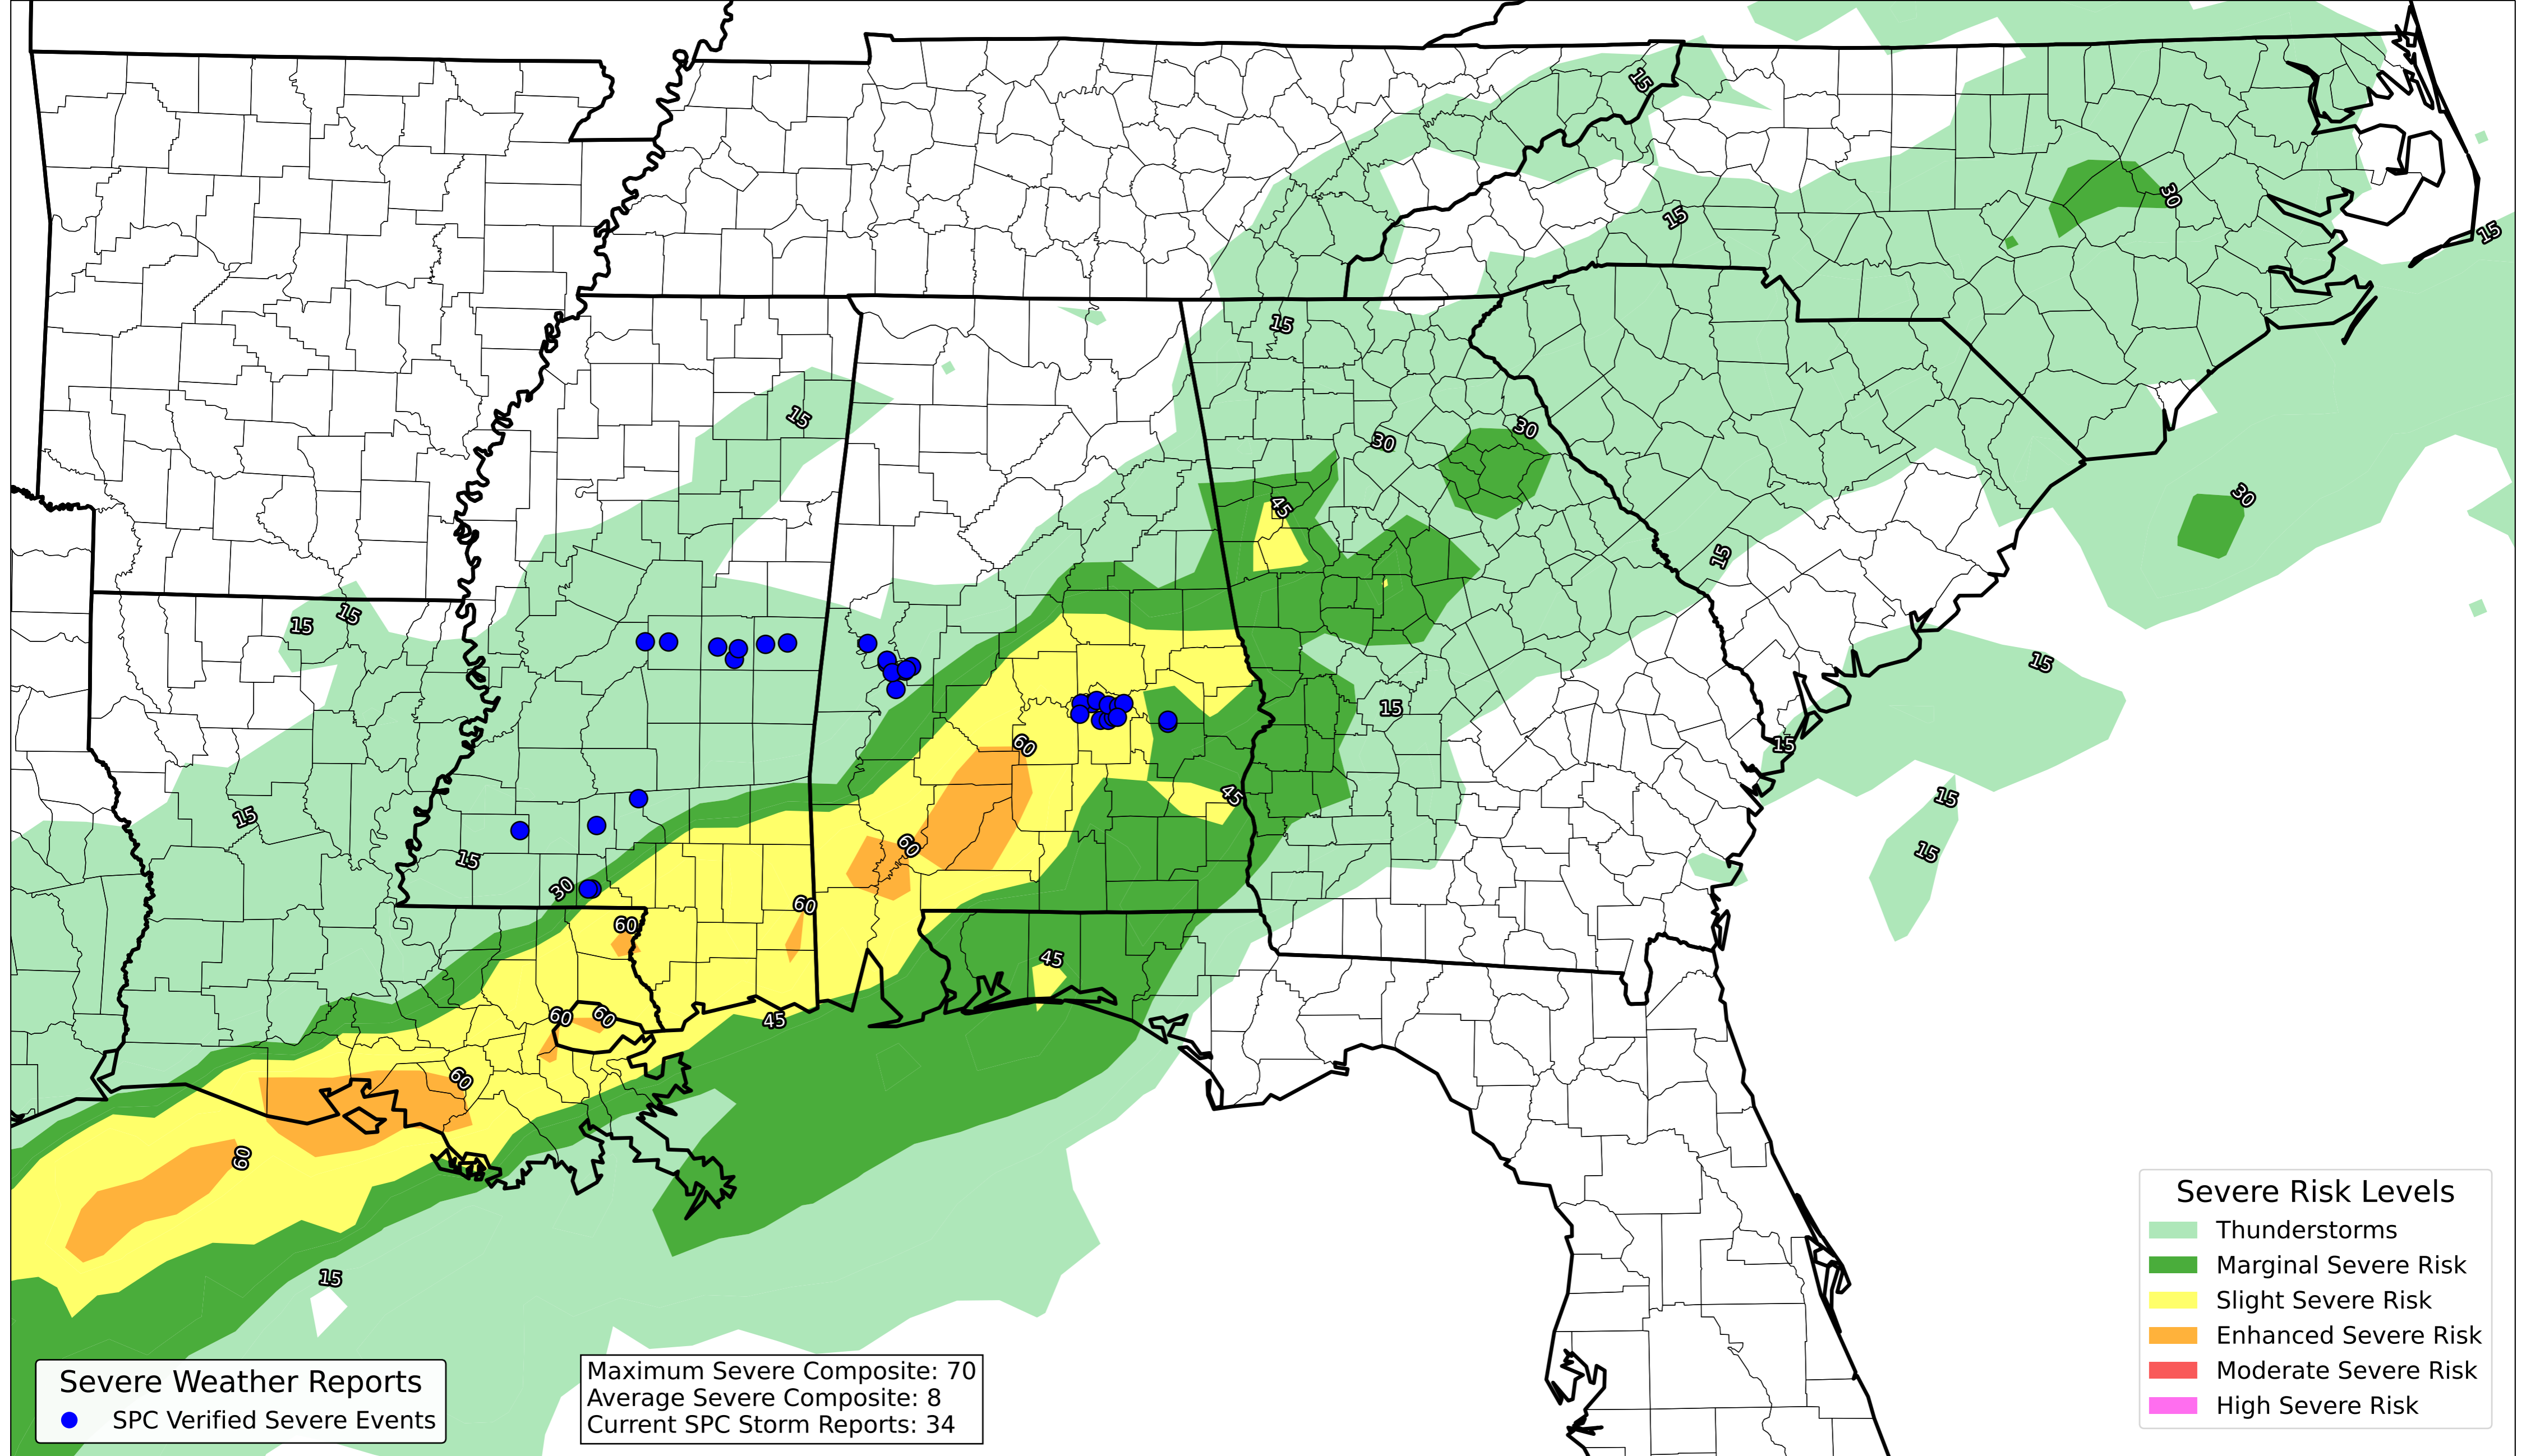 15
15
30
15
15
15
30
30
15
45
30
15
15
15
15
15
60
15
45
15
15
60
15
15
30
60
60
45
60
60
45
60
60
15
Severe Risk Levels
Thunderstorms
Marginal Severe Risk
Slight Severe Risk
Enhanced Severe Risk
Moderate Severe Risk
High Severe Risk
Severe Weather Reports
SPC Verified Severe Events
Maximum Severe Composite: 70
Average Severe Composite: 8
Current SPC Storm Reports: 34